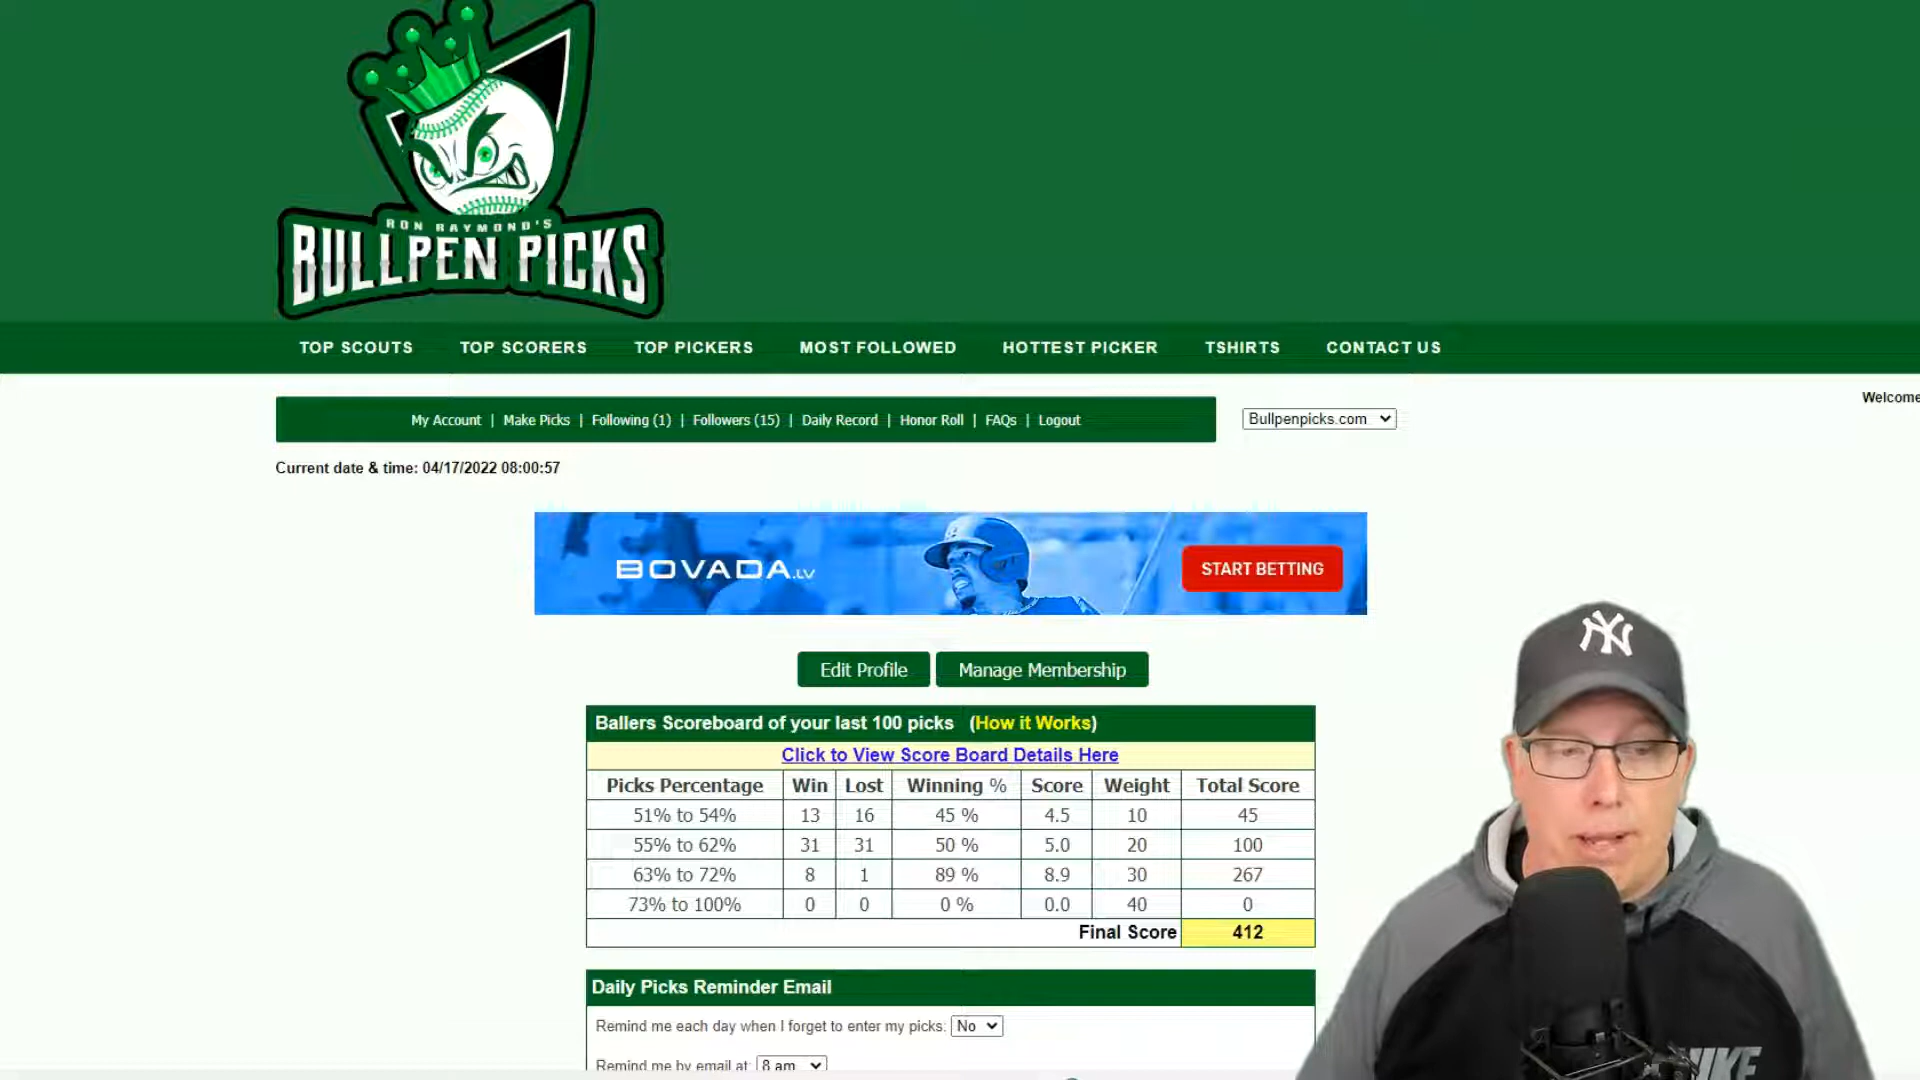 RON RAYMOND'S
BULLPEN PICKS
TOP SCOUTS TOP SCORERS TOP PICKERS MOST FOLLOWED HOTTEST PICKER TSHIRTS CONTACT US
Welcome
My Account | Make Picks | Following (1) | Followers (15) | Daily Record | Honor Roll | FAQs | Logout
Bullpenpicks.com
Current date & time: 04/17/2022 08:00:57
BOVADA.LV
START BETTING
NY
Edit Profile Manage Membership
Ballers Scoreboard of your last 100 picks (How it Works)
Click to View Score Board Details Here
Picks Percentage Win Lost Winning % Score Weight Total Score
51% to 54% 13 16 45 % 4.5 10 45
55% to 62% 31 31 50 % 5.0 20 100
63% to 72% 8 1 89 % 8.9 30 267
73% to 100% 0 0 0 % 0.0 40 0
Final Score 412
Daily Picks Reminder Email
Remind me each day when I forget to enter my picks: No
Remind me by email at: 8 am
NIKE